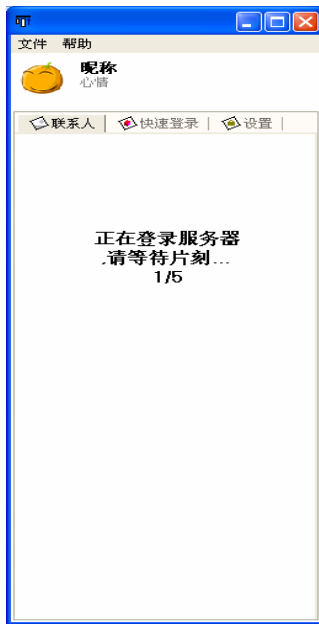 文件 帮助
昵称
心情
联系人 快速登录 设置
正在登录服务器
,请等待片刻...
1/5